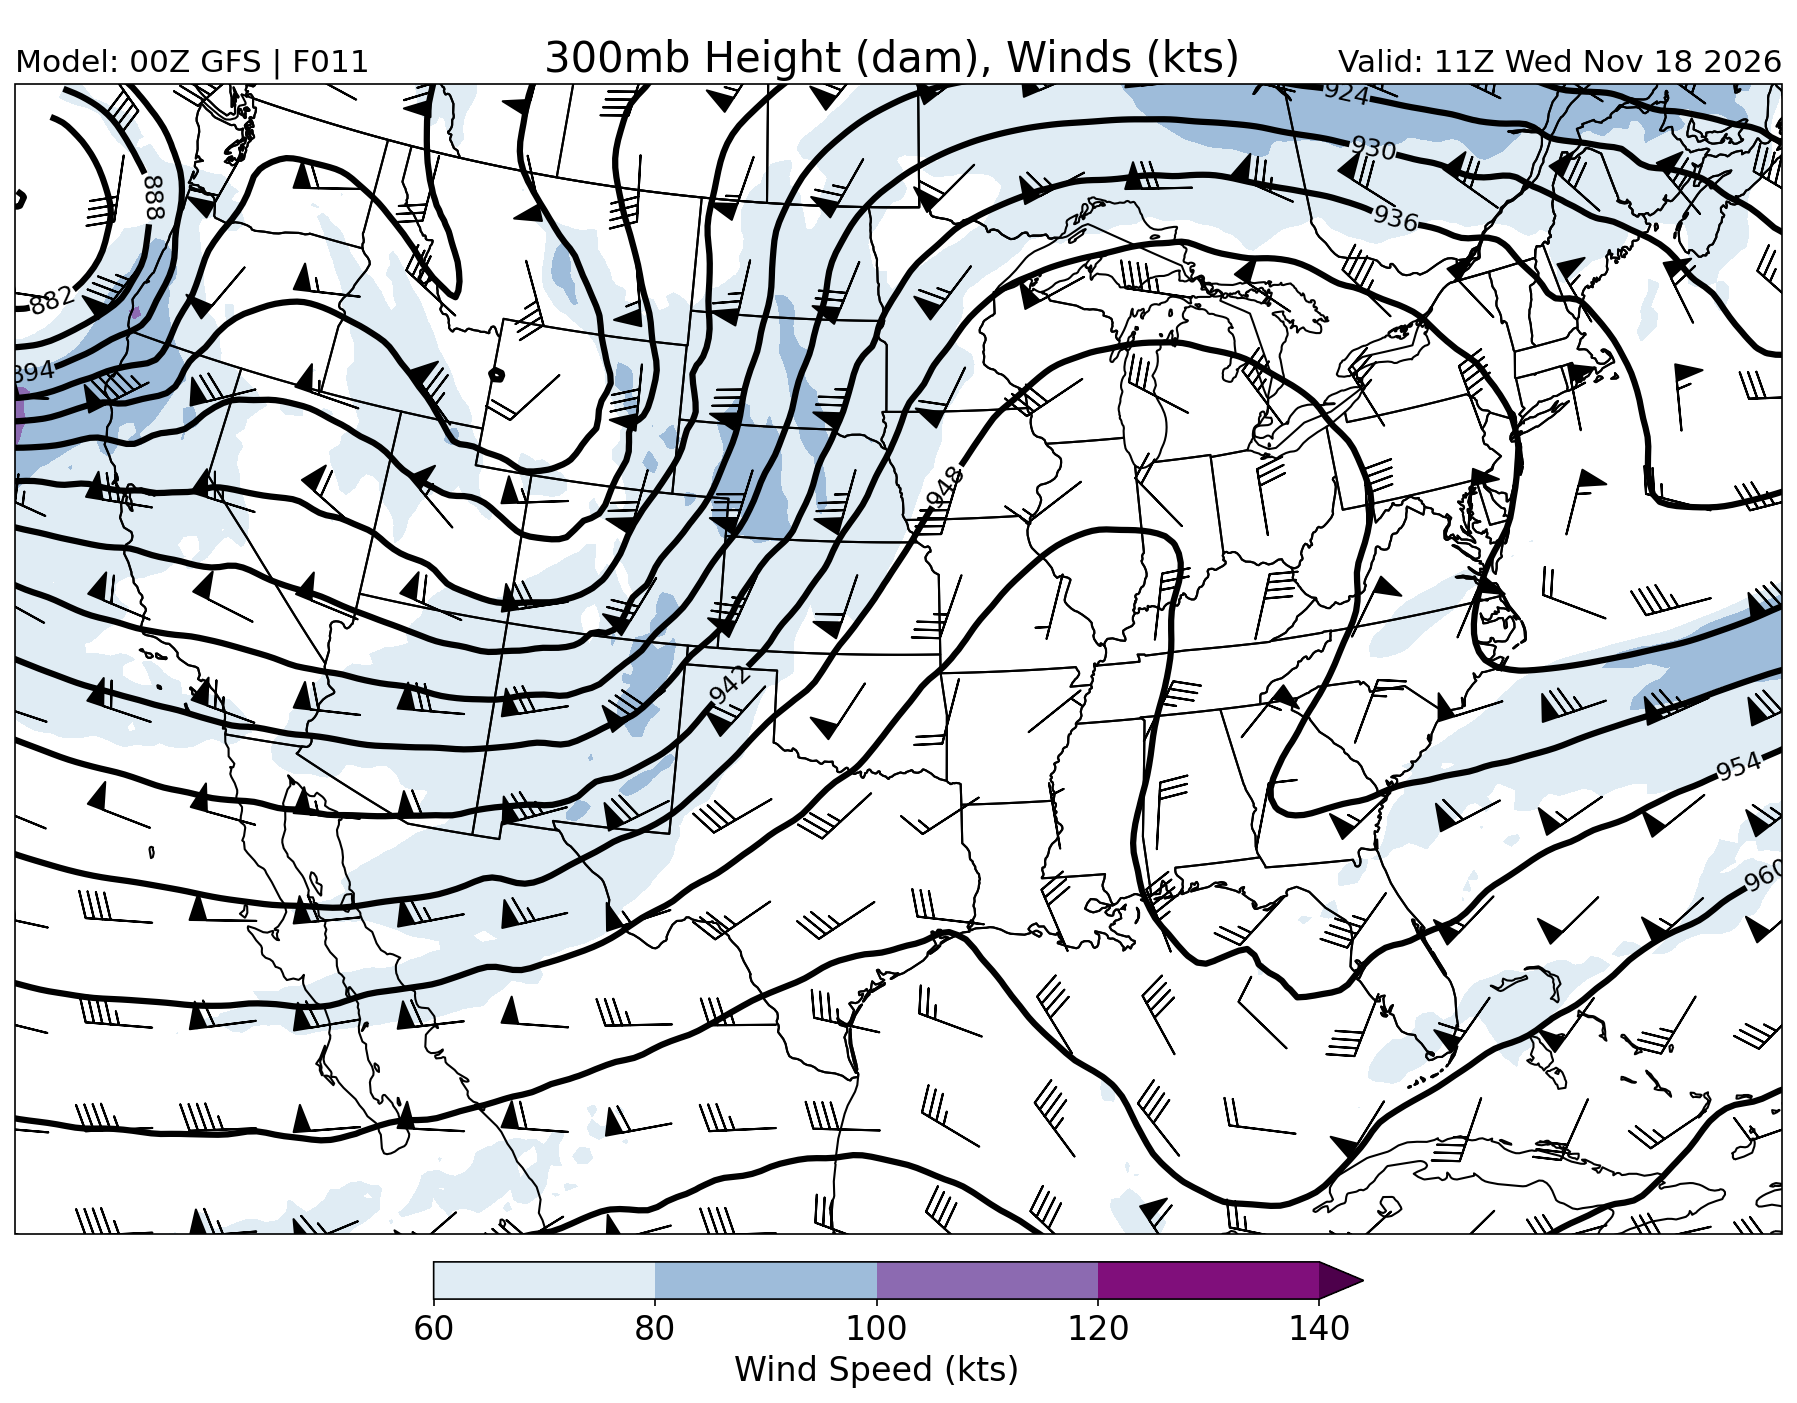 Model: 00Z GFS | F011
300mb Height (dam), Winds (kts)
Valid: 11Z Wed Nov 18 2026
924
930
888
936
882
894
948
942
954
960
60 80 100 120 140
Wind Speed (kts)